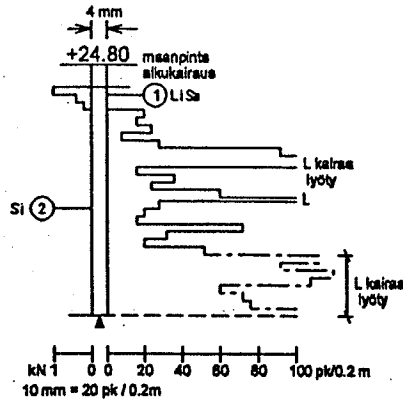 4 mm
+24.80
maanpinta
alkukairaus
1 LiSa
L kairaa
lyöty
L
Si 2
L kairaa
lyöty
kN 1 0 0 20 40 60 80 100 pk/0.2 m
10 mm = 20 pk / 0.2m